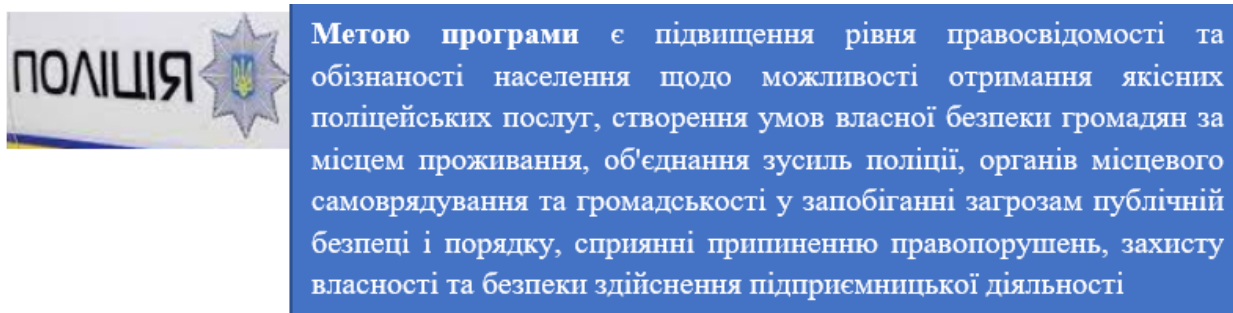 ПОЛІЦІЯ
Метою програми є підвищення рівня правосвідомості та
обізнаності населення щодо можливості отримання якісних
поліцейських послуг, створення умов власної безпеки громадян за
місцем проживання, об'єднання зусиль поліції, органів місцевого
самоврядування та громадськості у запобіганні загрозам публічній
безпеці і порядку, сприянні припиненню правопорушень, захисту
власності та безпеки здійснення підприємницької діяльності